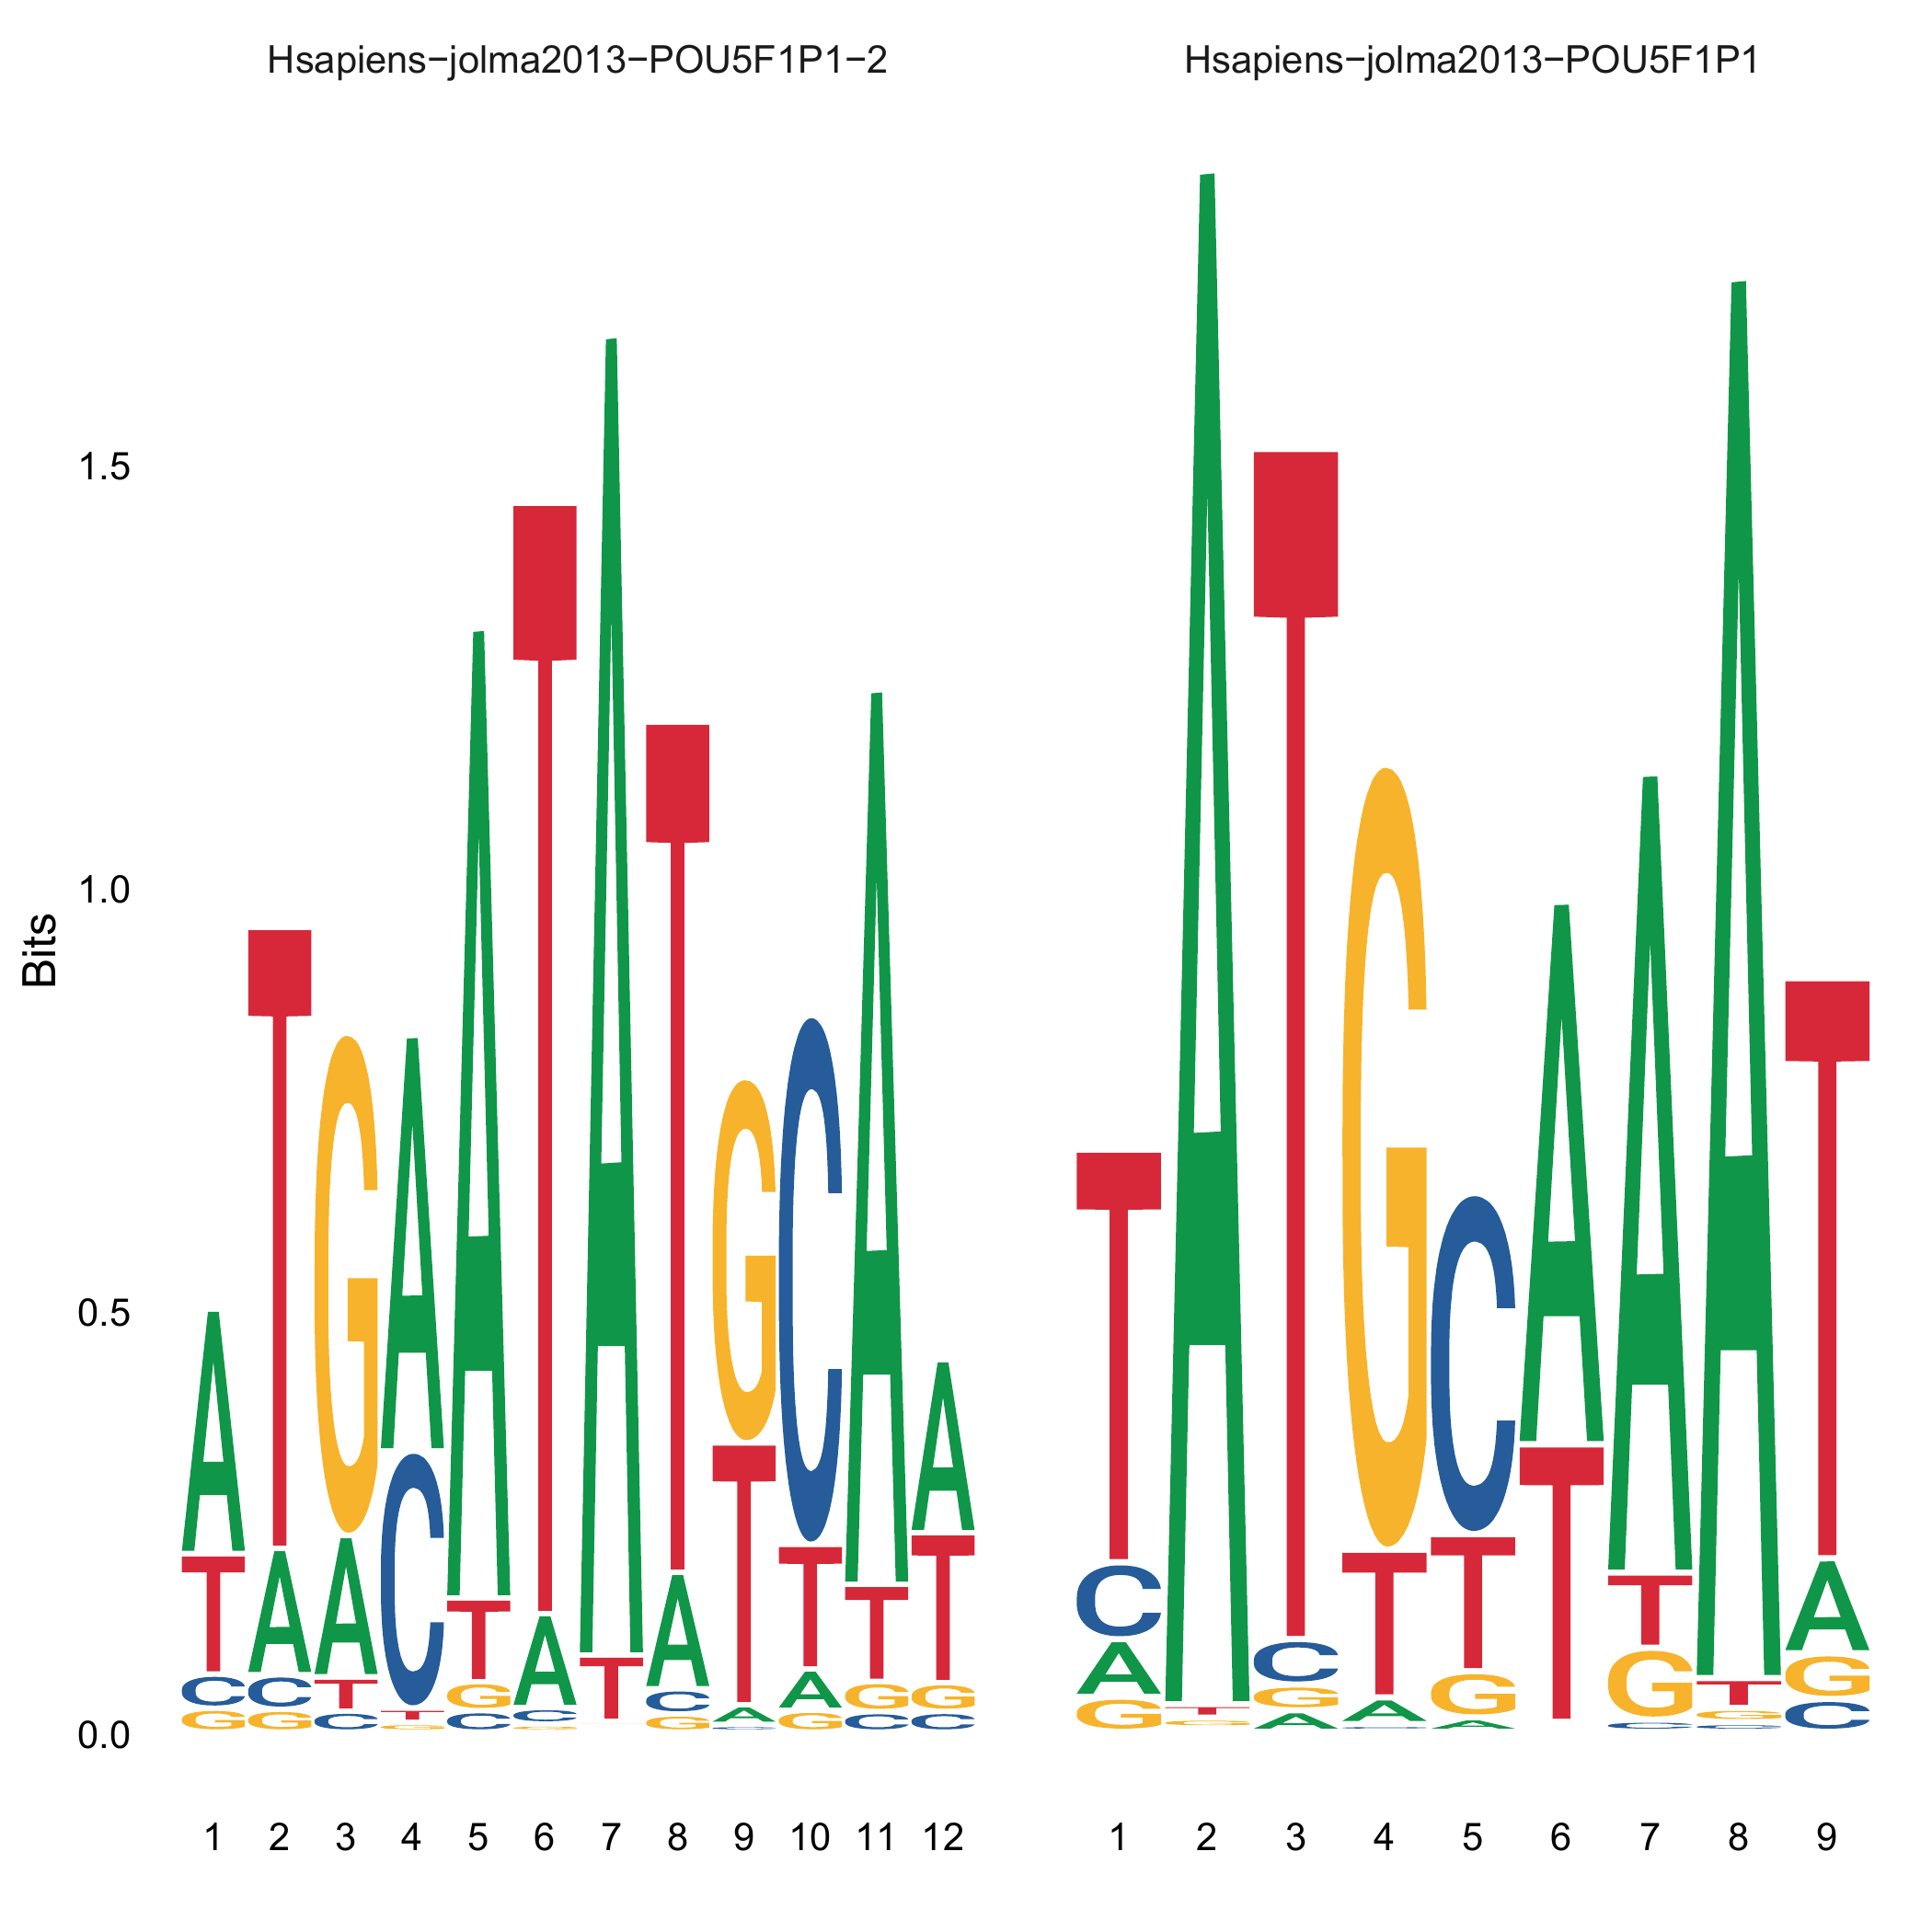 Hsapiens−jolma2013−POU5F1P1−2 Hsapiens−jolma2013−POU5F1P1
1.5
1.0
0.5
0.0
Bits
A T G A A T A T G C A A
T A A C T A T A T T T T
C C T T G C C A A G G
G G C G C G G C G C C
T A T G C A A A T
C T C T T T T T A
A G G A G G G G
G A C A C C C
1 2 3 4 5 6 7 8 9 10 11 12 1 2 3 4 5 6 7 8 9